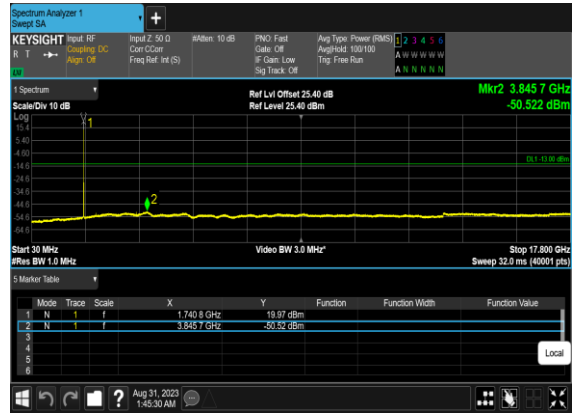 Spectrum Analyzer 1
Swept SA
+
KEYSIGHT Input: RF Input Z: 50 Ω #Atten: 10 dB PNO: Fast Avg Type: Power (RMS) 1 2 3 4 5 6
R T Coupling: DC Corr CCorr Gate: Off Avg|Hold: 100/100 A W W W W W
Align: Off Freq Ref: Int (S) IF Gain: Low Trig: Free Run
Sig Track: Off A N N N N N
1 Spectrum Ref Lvl Offset 25.40 dB Mkr2 3.845 7 GHz
Scale/Div 10 dB Ref Level 25.40 dBm -50.522 dBm
Log
15.4
5.40
-4.60
DL1 -13.00 dBm
-14.6
-24.6
-34.6
-44.6
-54.6
-64.6
1
2
Start 30 MHz Video BW 3.0 MHz* Stop 17.800 GHz
#Res BW 1.0 MHz Sweep 32.0 ms (40001 pts)
5 Marker Table
Mode Trace Scale X Y Function Function Width Function Value
1 N 1 f 1.740 8 GHz 19.97 dBm
2 N 1 f 3.845 7 GHz -50.52 dBm
3
4
5
6
Local
? Aug 31, 2023
1:45:30 AM